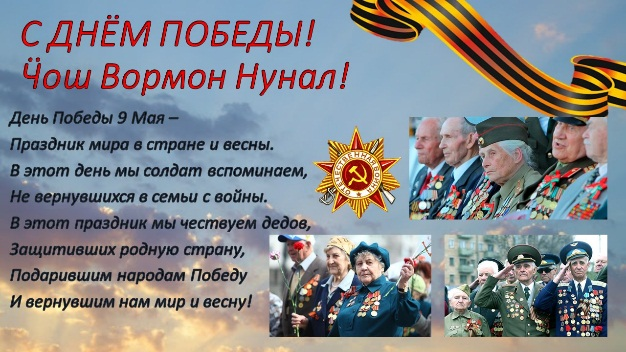 С ДНЁМ ПОБЕДЫ!
Ӵош Вормон Нунал!
День Победы 9 Мая –
Праздник мира в стране и весны.
В этот день мы солдат вспоминаем,
Не вернувшихся в семьи с войны.
В этот праздник мы чествуем дедов,
Защитивших родную страну,
Подарившим народам Победу
И вернувшим нам мир и весну!
ОТЕЧЕСТВЕННАЯ ВОЙНА